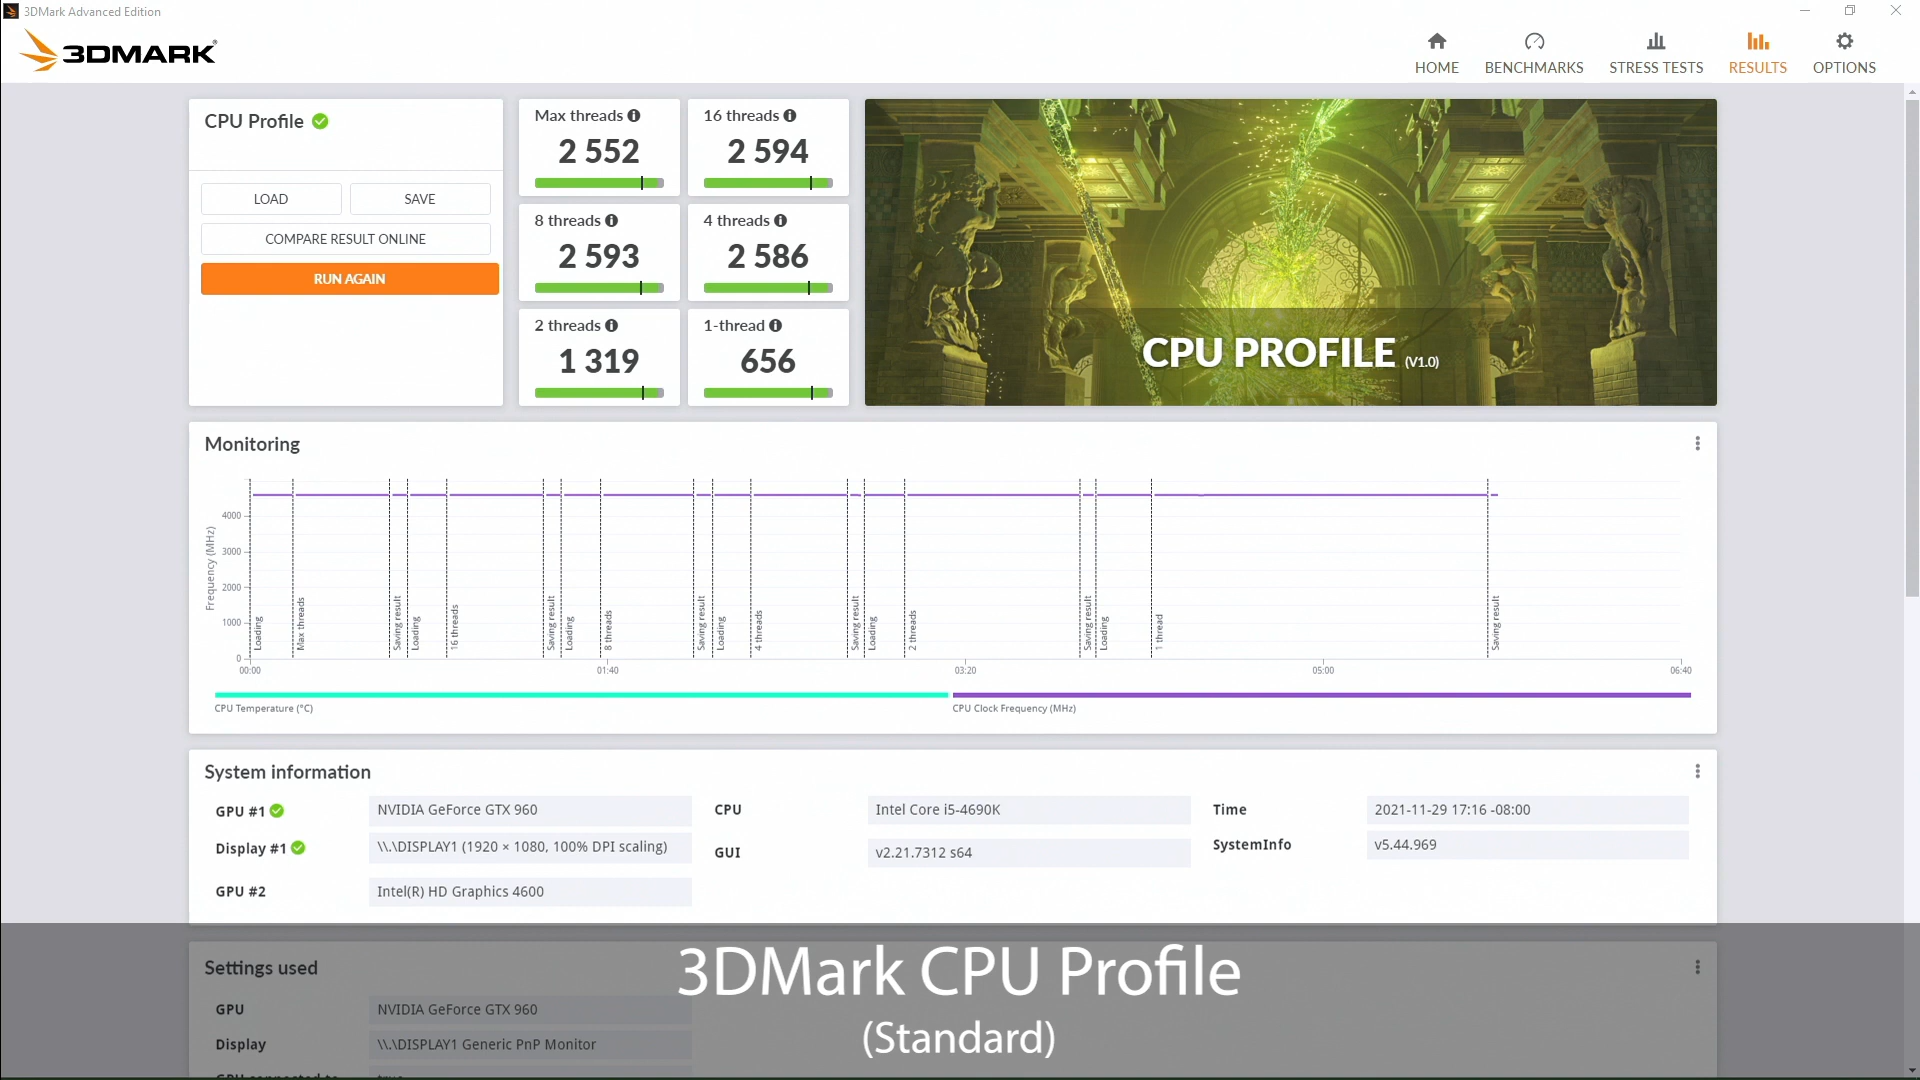 3DMark Advanced Edition
3DMARK
HOME
BENCHMARKS
STRESS TESTS
RESULTS
OPTIONS
CPU Profile
LOAD
SAVE
COMPARE RESULT ONLINE
RUN AGAIN
Max threads
2 552
16 threads
2 594
8 threads
2 593
4 threads
2 586
2 threads
1 319
1-thread
656
CPU PROFILE (V1.0)
Monitoring
Frequency (MHz)
4000
3000
2000
1000
0
Loading
Max threads
Saving result
Loading
16 threads
Saving result
Loading
8 threads
Saving result
Loading
4 threads
Saving result
Loading
2 threads
Saving result
Loading
1 thread
Saving result
00:00
01:40
03:20
05:00
06:40
CPU Temperature (°C)
CPU Clock Frequency (MHz)
System information
GPU #1
NVIDIA GeForce GTX 960
Display #1
\\.\DISPLAY1 (1920 × 1080, 100% DPI scaling)
GPU #2
Intel(R) HD Graphics 4600
CPU
Intel Core i5-4690K
GUI
v2.21.7312 s64
Time
2021-11-29 17:16 -08:00
SystemInfo
v5.44.969
Settings used
GPU
NVIDIA GeForce GTX 960
Display
\\.\DISPLAY1 Generic PnP Monitor
3DMark CPU Profile
(Standard)